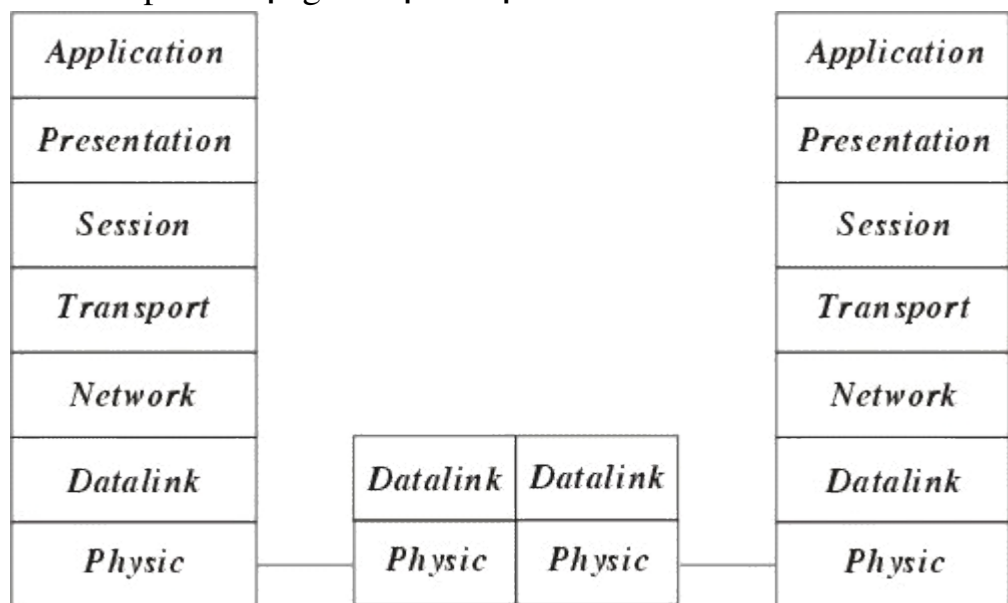 Application
Presentation
Session
Transport
Network
Datalink
Physic
Datalink Datalink
Physic Physic
Application
Presentation
Session
Transport
Network
Datalink
Physic